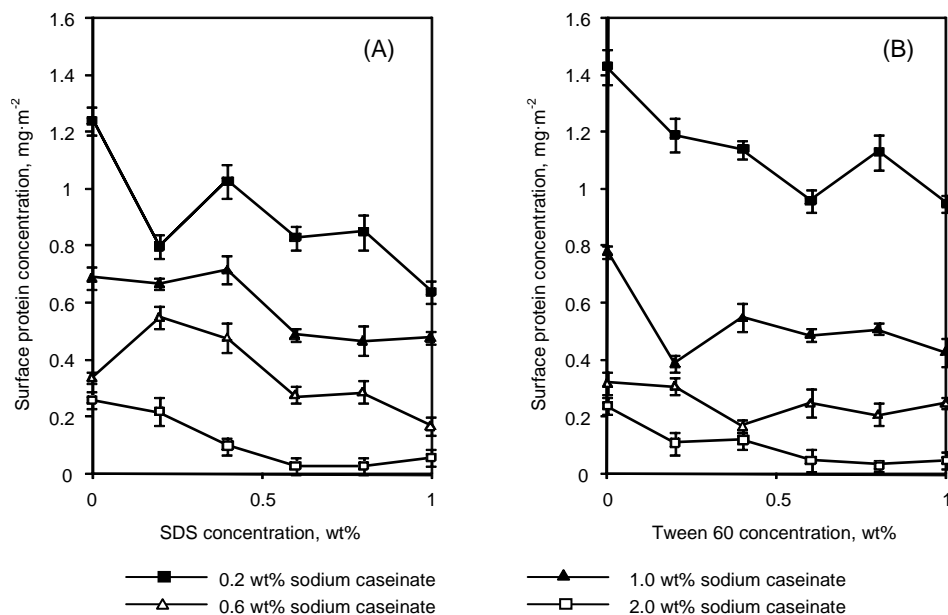 (A)
1.6
1.4
1.2
1
0.8
0.6
0.4
0.2
0
Surface protein concentration, mg·m-2
0 0.5 1
SDS concentration, wt%
(B)
1.6
1.4
1.2
1
0.8
0.6
0.4
0.2
0
Surface protein concentration, mg·m-2
0 0.5 1
Tween 60 concentration, wt%
0.2 wt% sodium caseinate
1.0 wt% sodium caseinate
0.6 wt% sodium caseinate
2.0 wt% sodium caseinate